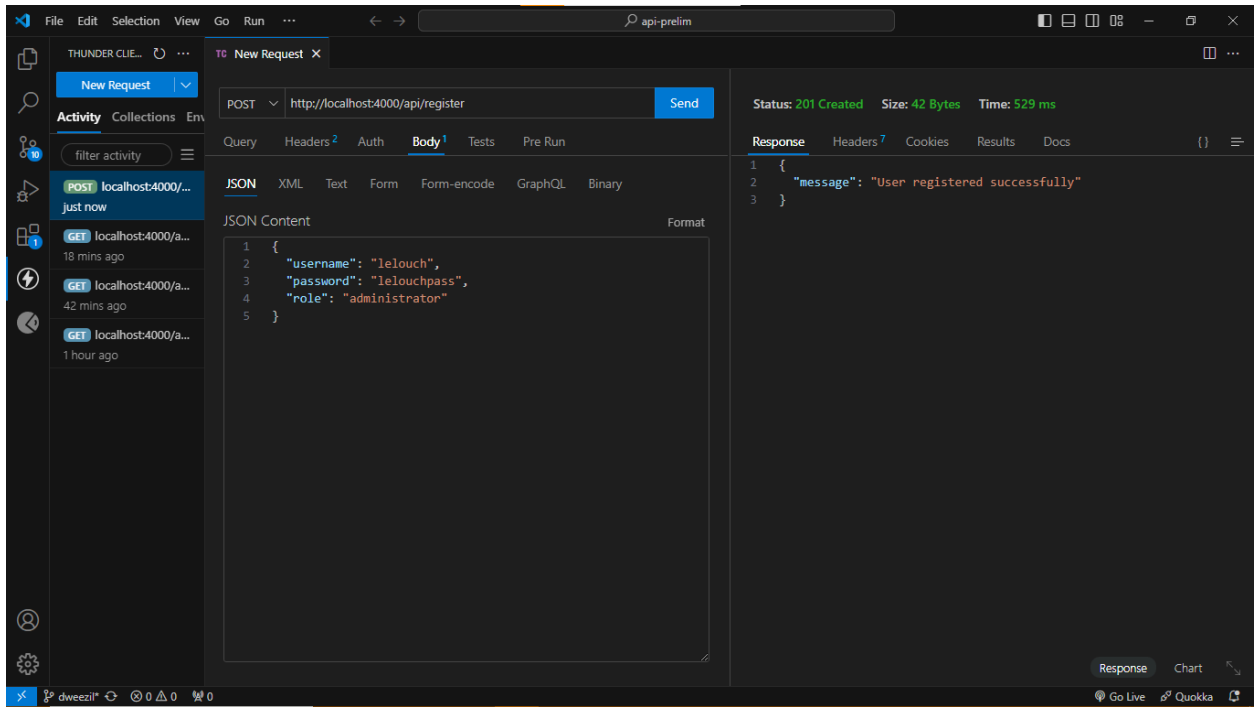 File Edit Selection View Go Run ···
api-prelim
THUNDER CLIE... ···
TC New Request
New Request
Activity Collections Env
filter activity
POST localhost:4000/...
just now
GET localhost:4000/a...
18 mins ago
GET localhost:4000/a...
42 mins ago
GET localhost:4000/a...
1 hour ago
10
1
POST http://localhost:4000/api/register Send
Query Headers 2 Auth Body 1 Tests Pre Run
JSON XML Text Form Form-encode GraphQL Binary
JSON Content Format
1 {
2 "username": "lelouch",
3 "password": "lelouchpass",
4 "role": "administrator"
5 }
Status: 201 Created Size: 42 Bytes Time: 529 ms
Response Headers 7 Cookies Results Docs {}
1 {
2 "message": "User registered successfully"
3 }
Response Chart
dweezil* 0 0 0 Go Live Quokka